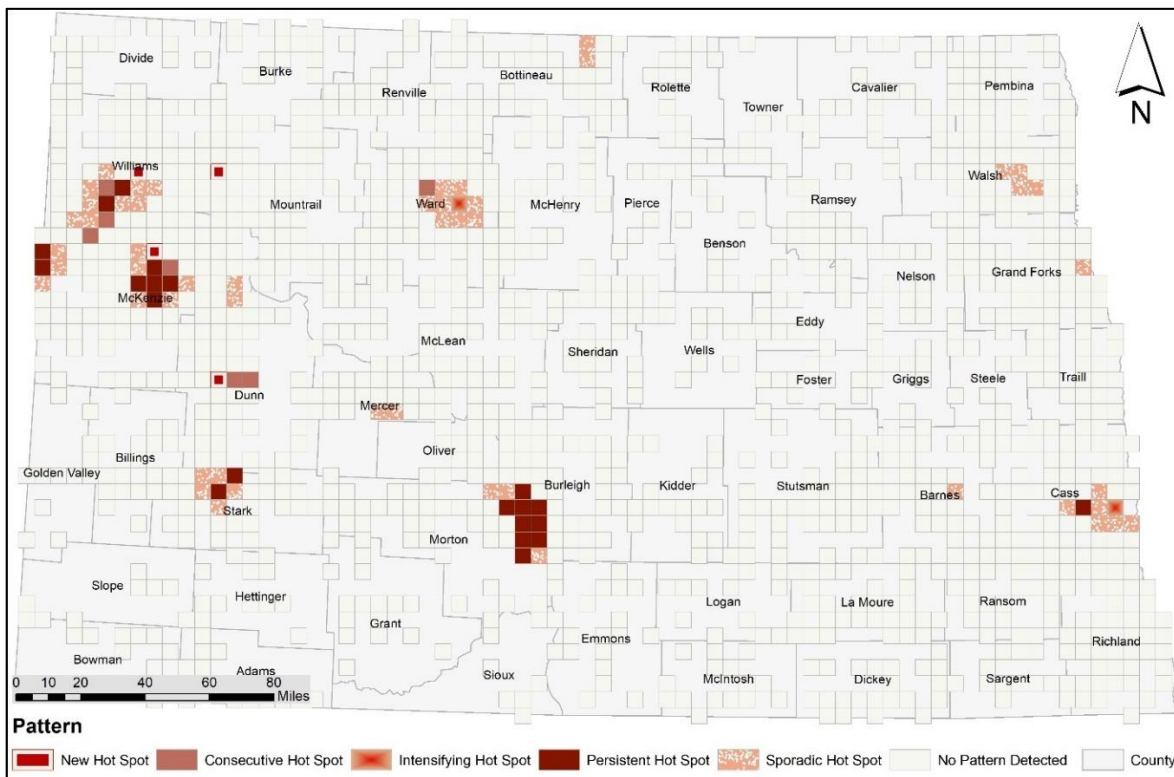 Divide
Burke
Renville
Bottineau
Rolette
Towner
Cavalier
Pembina
N
Williams
Mountrail
Ward
McHenry
Pierce
Ramsey
Walsh
Benson
Nelson
Grand Forks
McKenzie
Eddy
McLean
Sheridan
Wells
Foster
Griggs
Steele
Traill
Dunn
Mercer
Oliver
Golden Valley
Billings
Stark
Burleigh
Kidder
Stutsman
Barnes
Cass
Morton
Slope
Hettinger
Grant
Logan
La Moure
Ransom
Emmons
Richland
Bowman
Adams
Sioux
McIntosh
Dickey
Sargent
0 5 10 20 40 60 80
Miles
Pattern
New Hot Spot Consecutive Hot Spot Intensifying Hot Spot Persistent Hot Spot Sporadic Hot Spot No Pattern Detected County